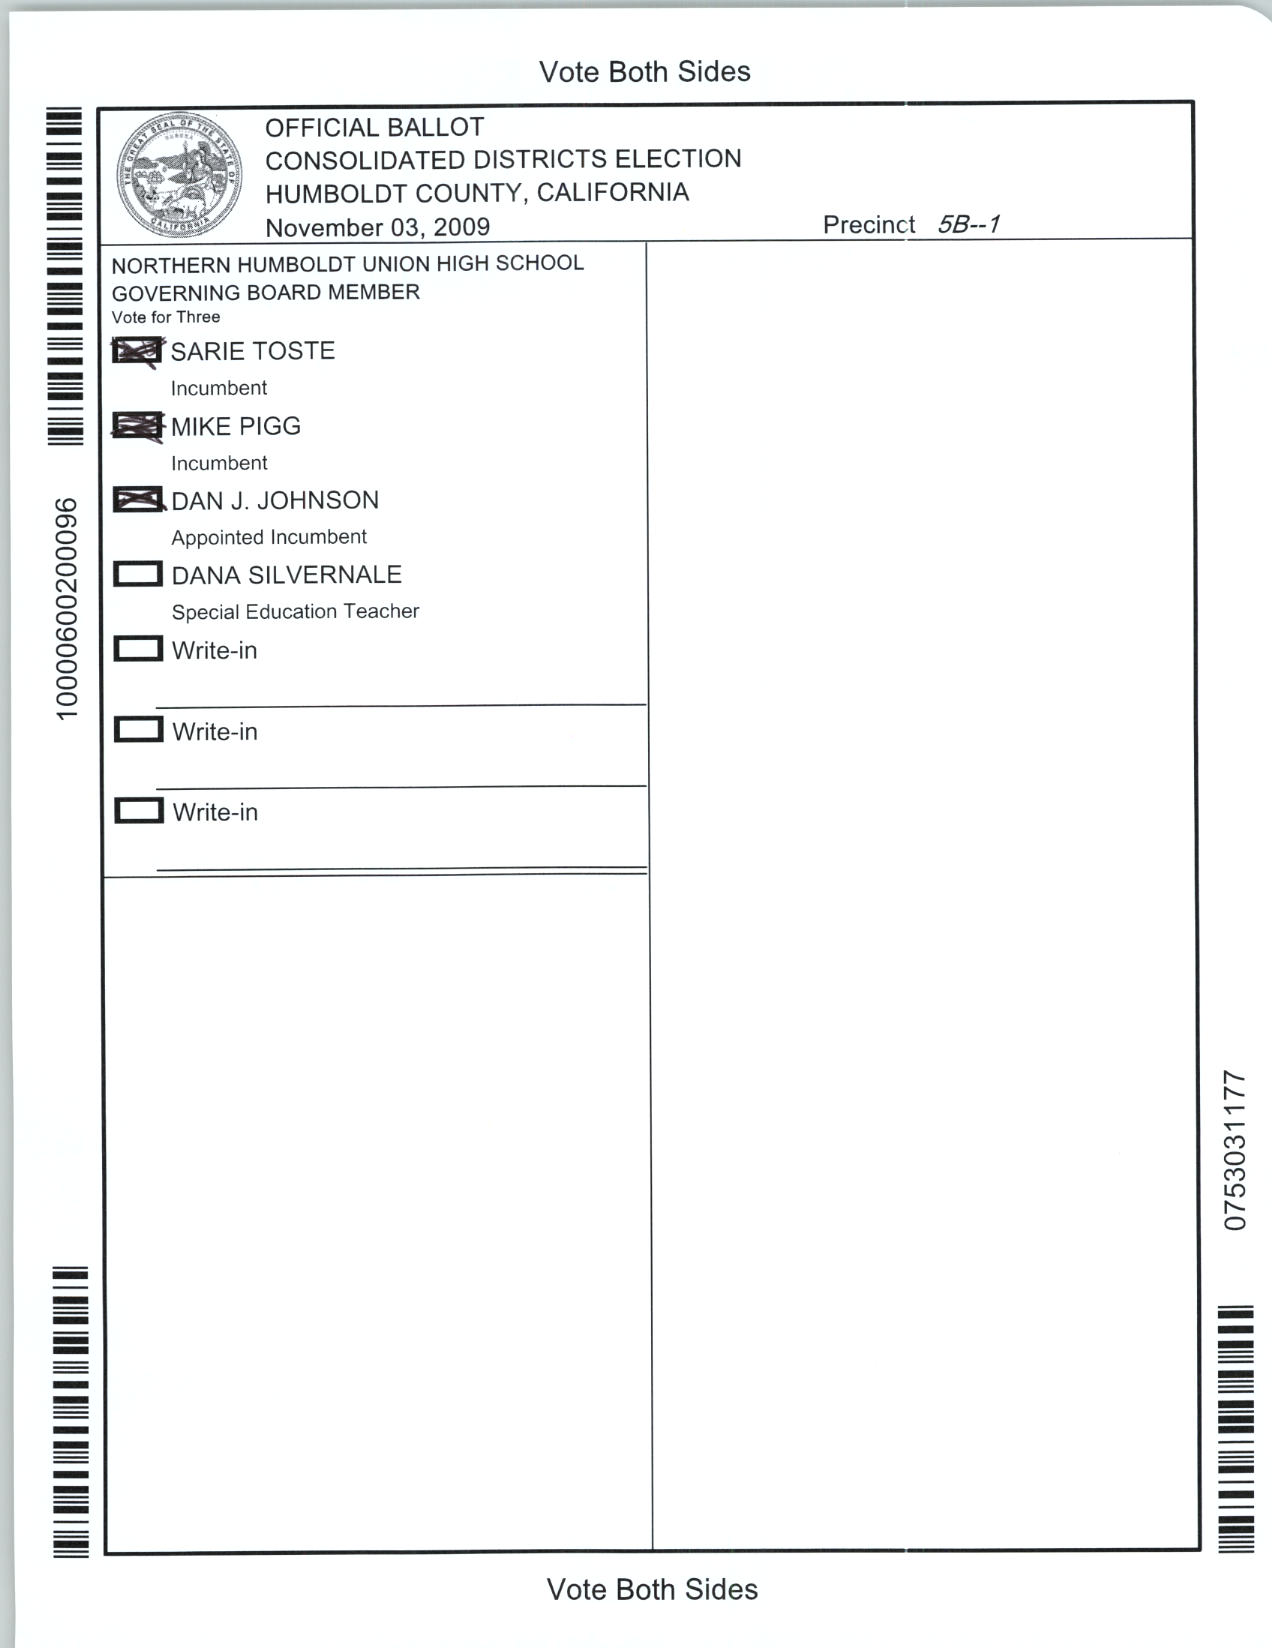 Vote Both Sides
THE GREAT SEAL OF THE STATE OF CALIFORNIA
EUREKA
OFFICIAL BALLOT
CONSOLIDATED DISTRICTS ELECTION
HUMBOLDT COUNTY, CALIFORNIA
November 03, 2009
Precinct 5B--1
NORTHERN HUMBOLDT UNION HIGH SCHOOL
GOVERNING BOARD MEMBER
Vote for Three
SARIE TOSTE
Incumbent
MIKE PIGG
Incumbent
DAN J. JOHNSON
Appointed Incumbent
DANA SILVERNALE
Special Education Teacher
Write-in
Write-in
Write-in
10000600200096
0753031177
Vote Both Sides